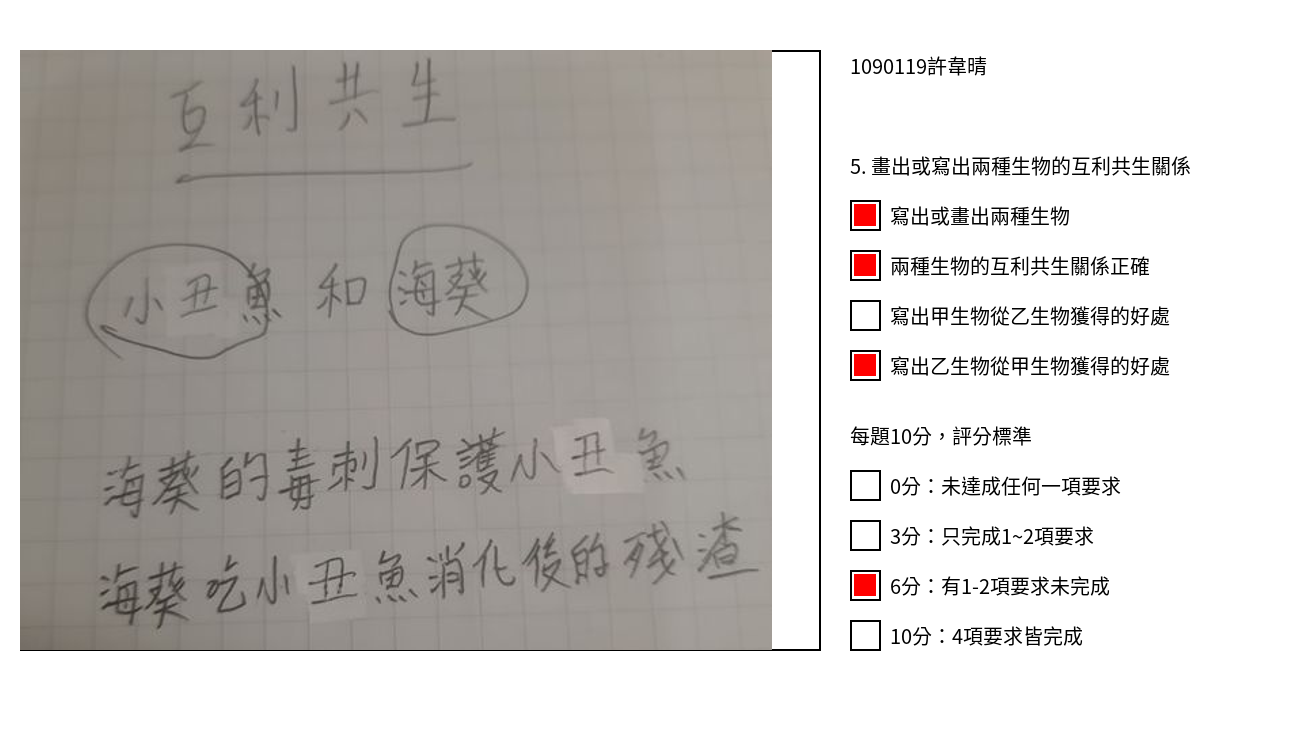 互利共生
小丑魚 和 海葵
海葵的毒刺保護小丑魚
海葵吃小丑魚消化後的殘渣
1090119許韋晴
5. 畫出或寫出兩種生物的互利共生關係
寫出或畫出兩種生物
兩種生物的互利共生關係正確
寫出甲生物從乙生物獲得的好處
寫出乙生物從甲生物獲得的好處
每題10分，評分標準
0分：未達成任何一項要求
3分：只完成1~2項要求
6分：有1-2項要求未完成
10分：4項要求皆完成